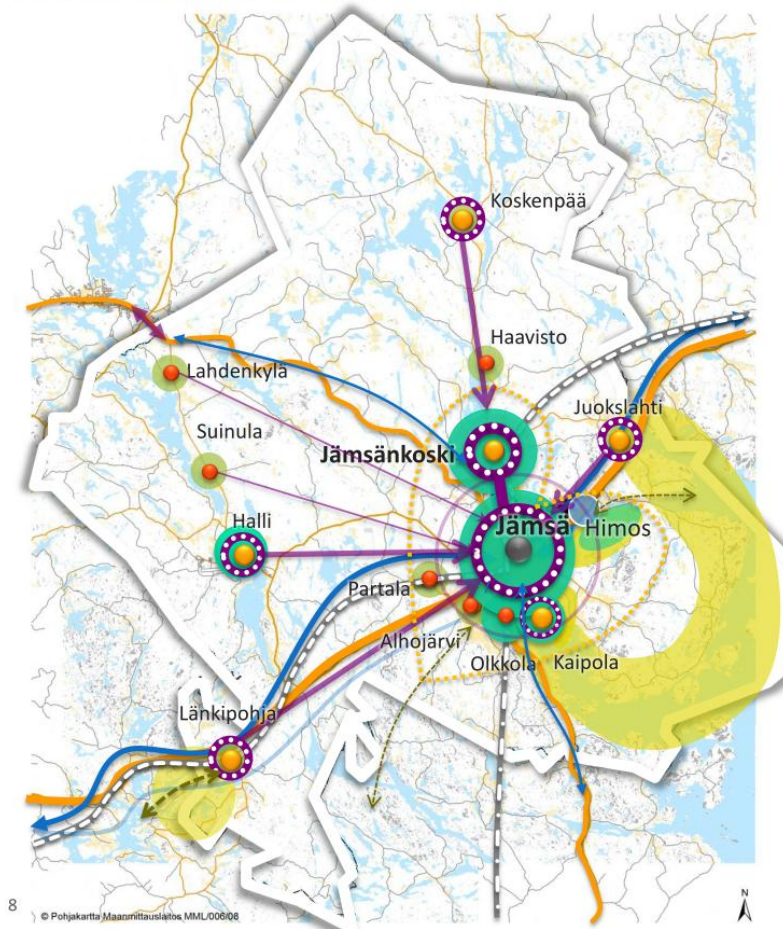 Koskenpää
Haavisto
Lahdenkylä
Juokslahti
Suinula
Jämsänkoski
Halli
Jämsä
Himos
Partala
Alhojärvi
Olkkola
Kaipola
Länkipohja
8
© Pohjakartta Maanmittauslaitos MML/006/08
N